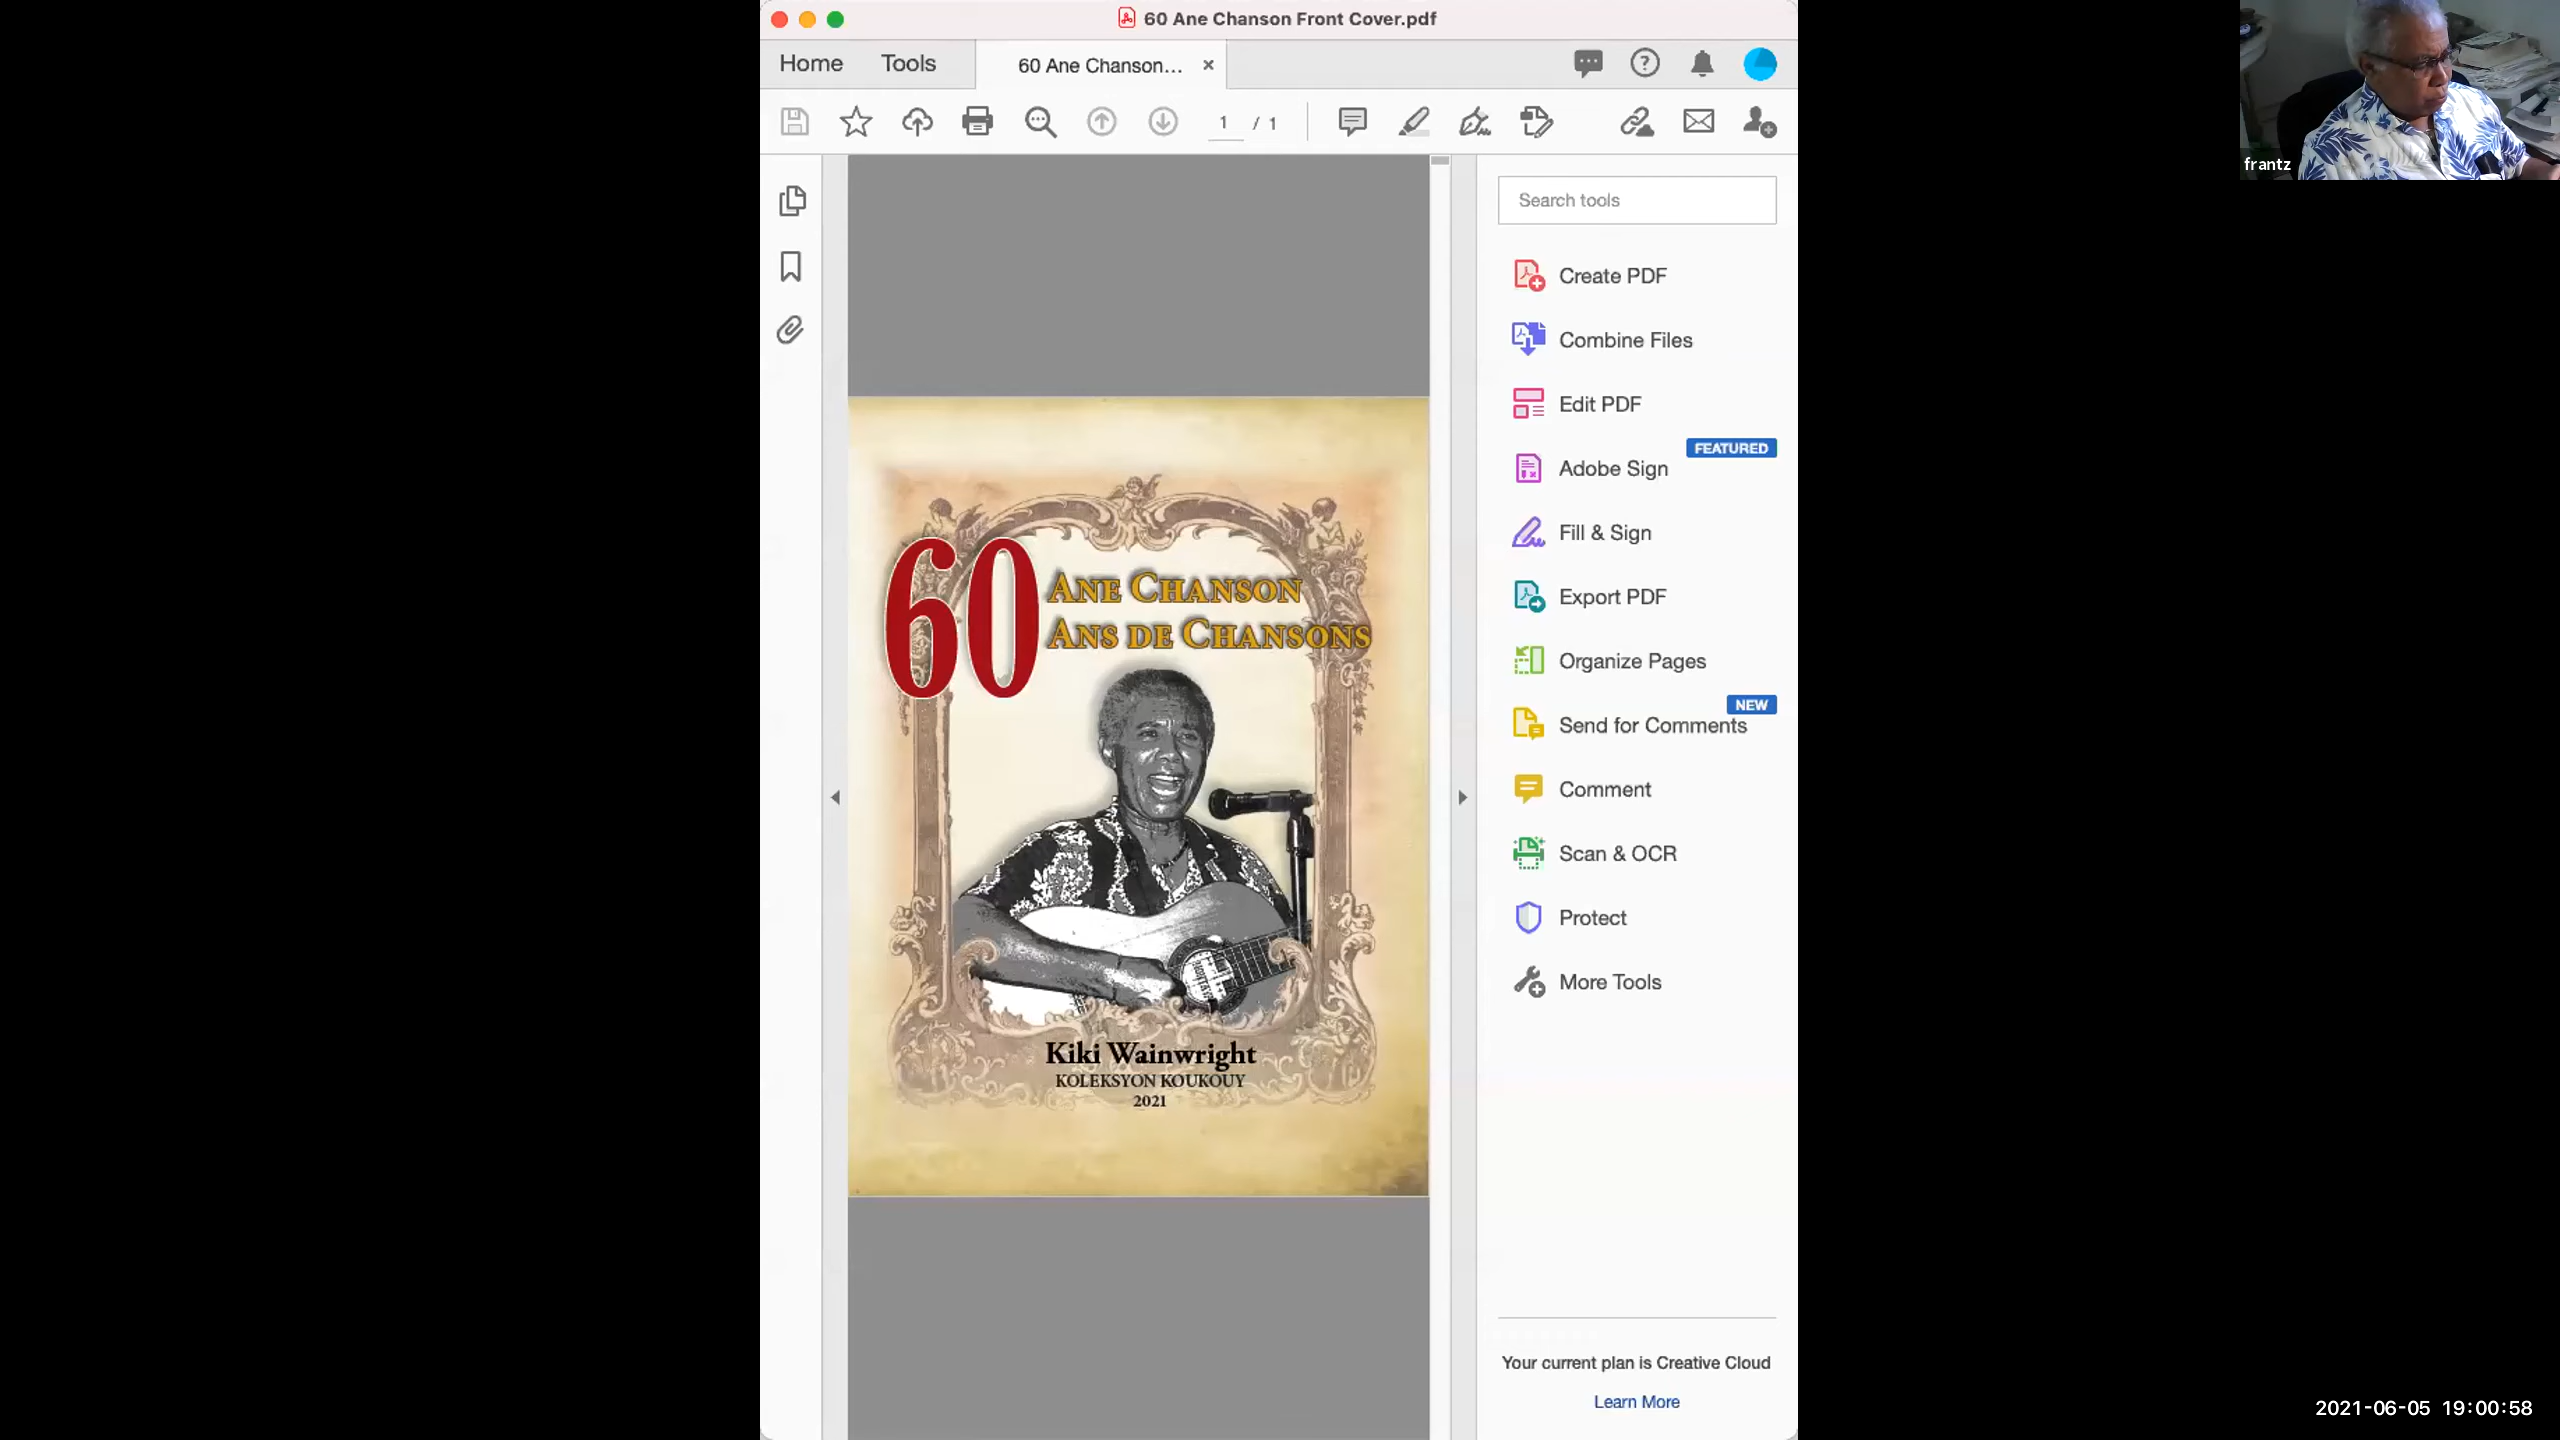 60 Ane Chanson Front Cover.pdf
Home
Tools
60 Ane Chanson...
1 / 1
frantz
Search tools
Create PDF
Combine Files
Edit PDF
FEATURED
Adobe Sign
Fill & Sign
Export PDF
Organize Pages
NEW
Send for Comments
Comment
Scan & OCR
Protect
More Tools
60
ANE CHANSON
ANS DE CHANSONS
Kiki Wainwright
KOLEKSYON KOUKOUY
2021
Your current plan is Creative Cloud
Learn More
2021-06-05 19:00:58